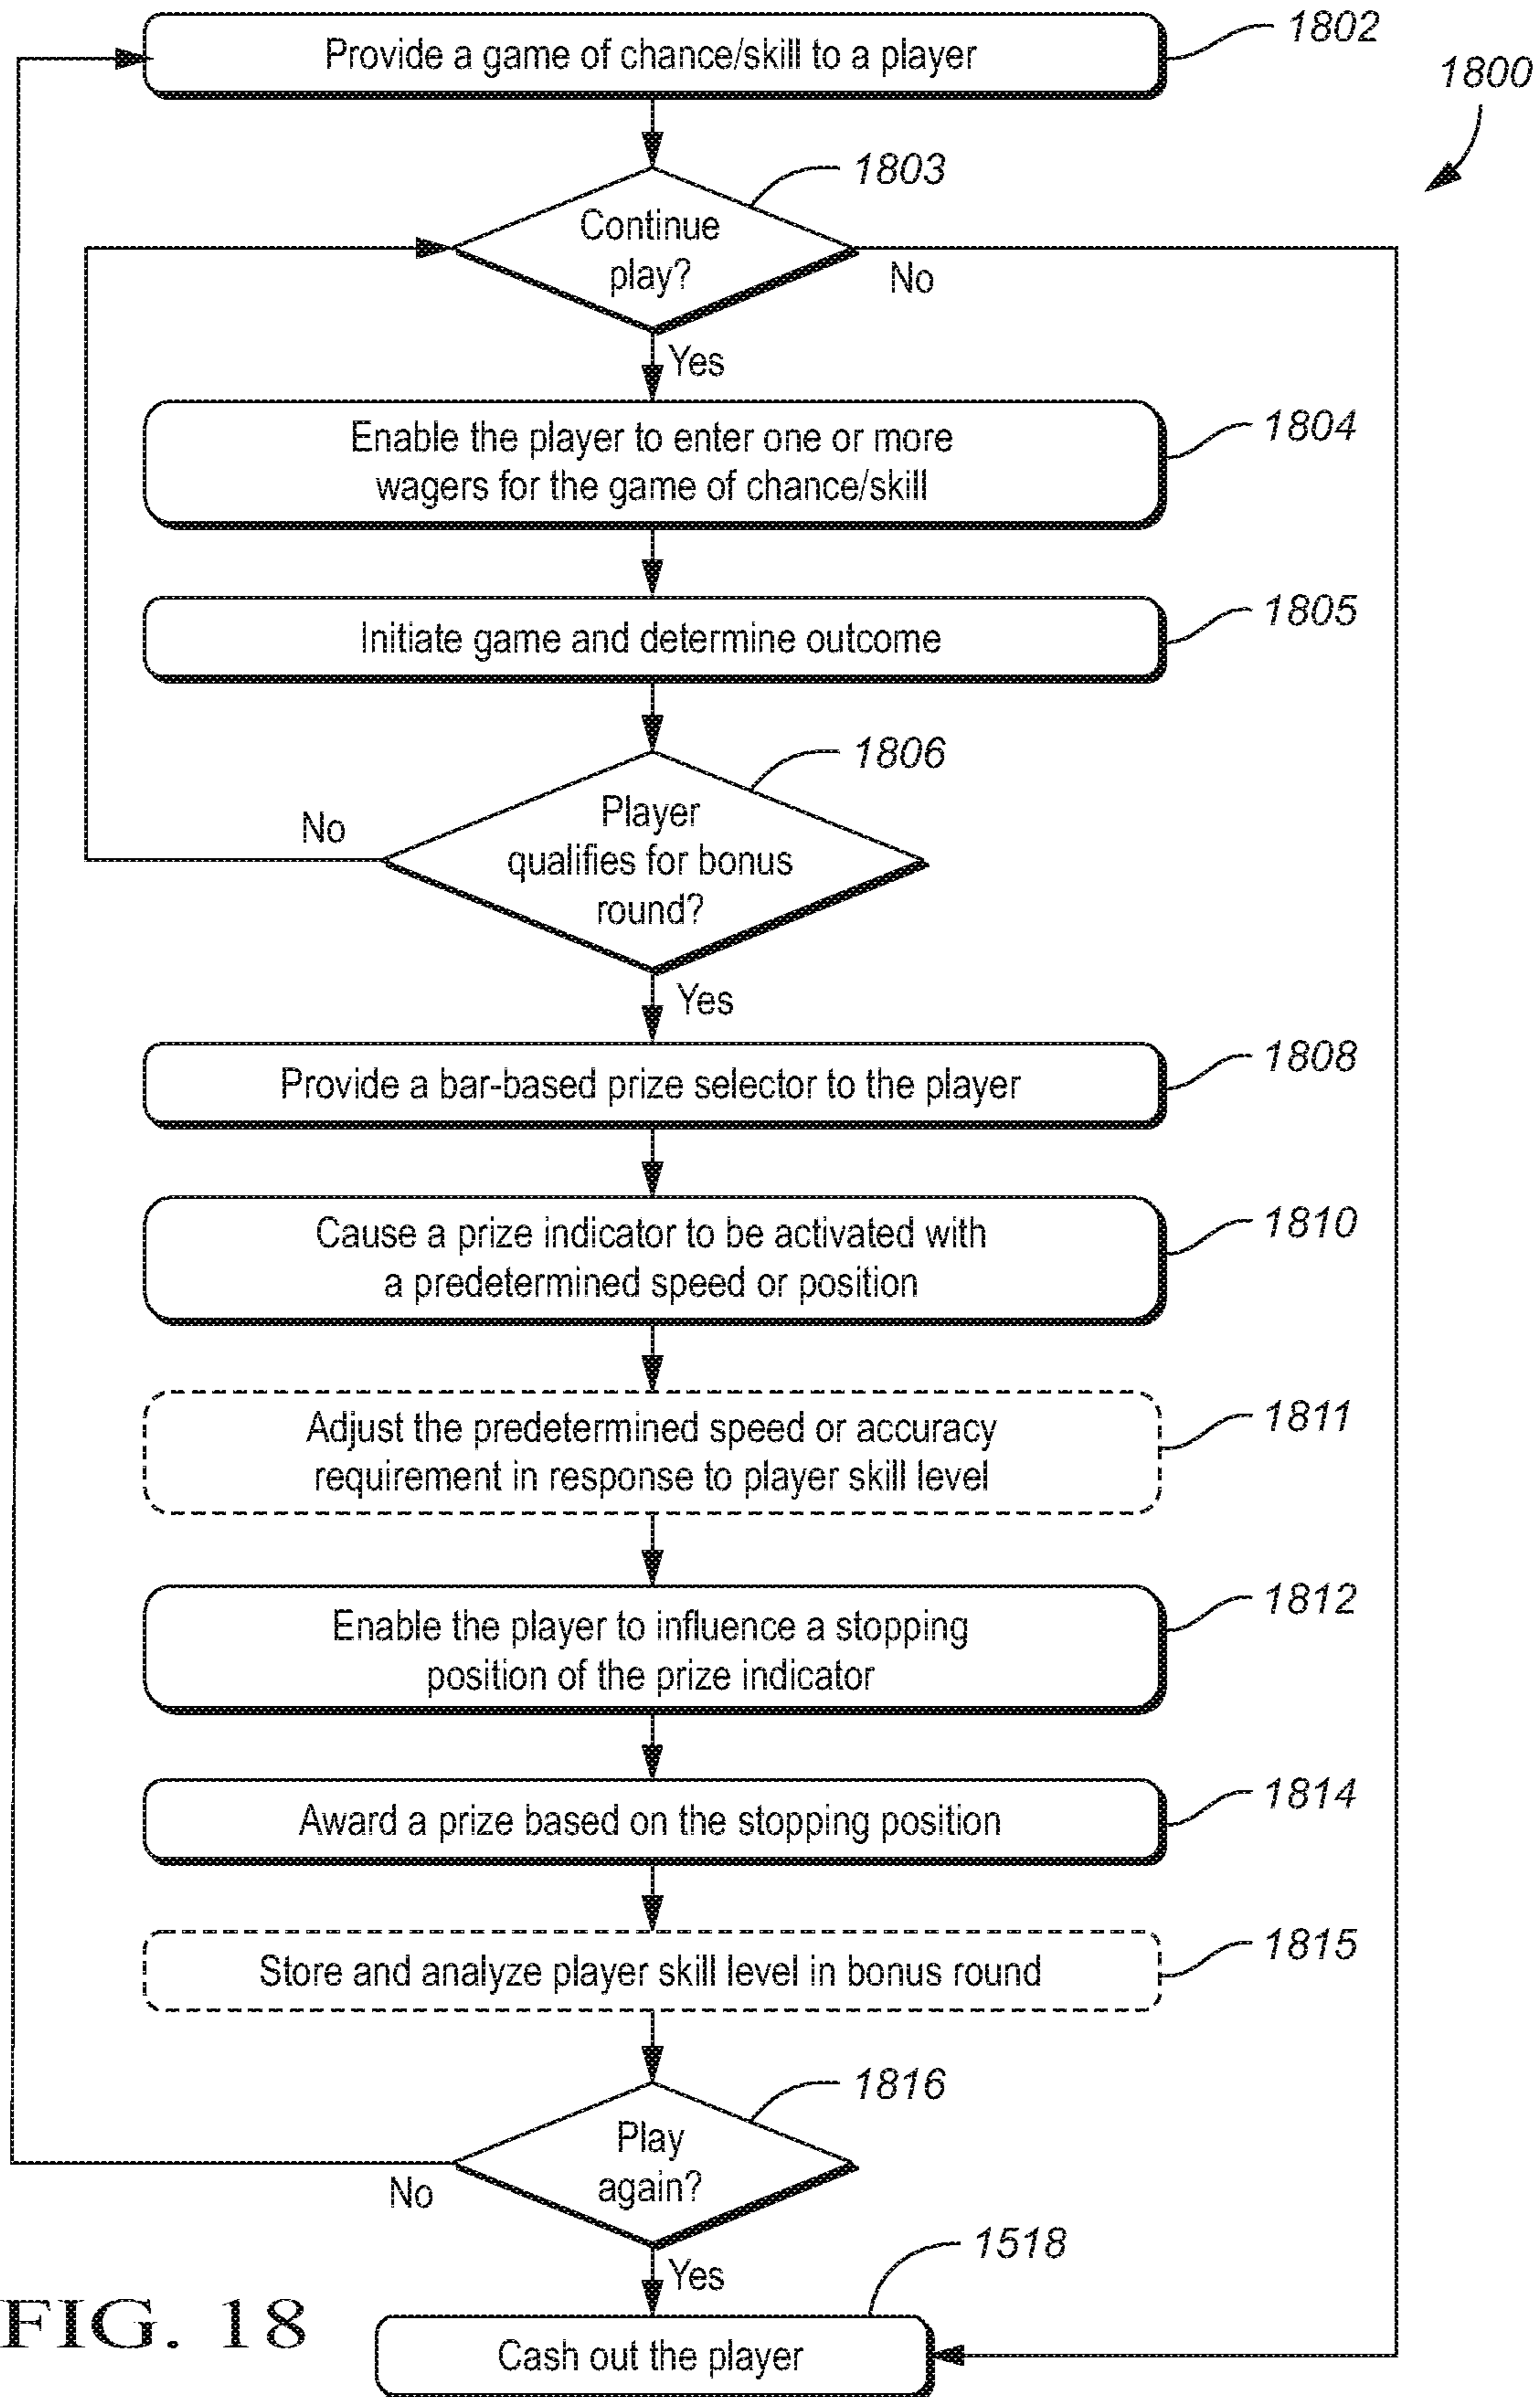 Provide a game of chance/skill to a player
1802
1800
1803
Continue
play?
No
Yes
Enable the player to enter one or more
wagers for the game of chance/skill
1804
Initiate game and determine outcome
1805
1806
Player
qualifies for bonus
round?
No
Yes
Provide a bar-based prize selector to the player
1808
Cause a prize indicator to be activated with
a predetermined speed or position
1810
Adjust the predetermined speed or accuracy
requirement in response to player skill level
1811
Enable the player to influence a stopping
position of the prize indicator
1812
Award a prize based on the stopping position
1814
Store and analyze player skill level in bonus round
1815
1816
Play
again?
No
Yes
1518
Cash out the player
FIG. 18